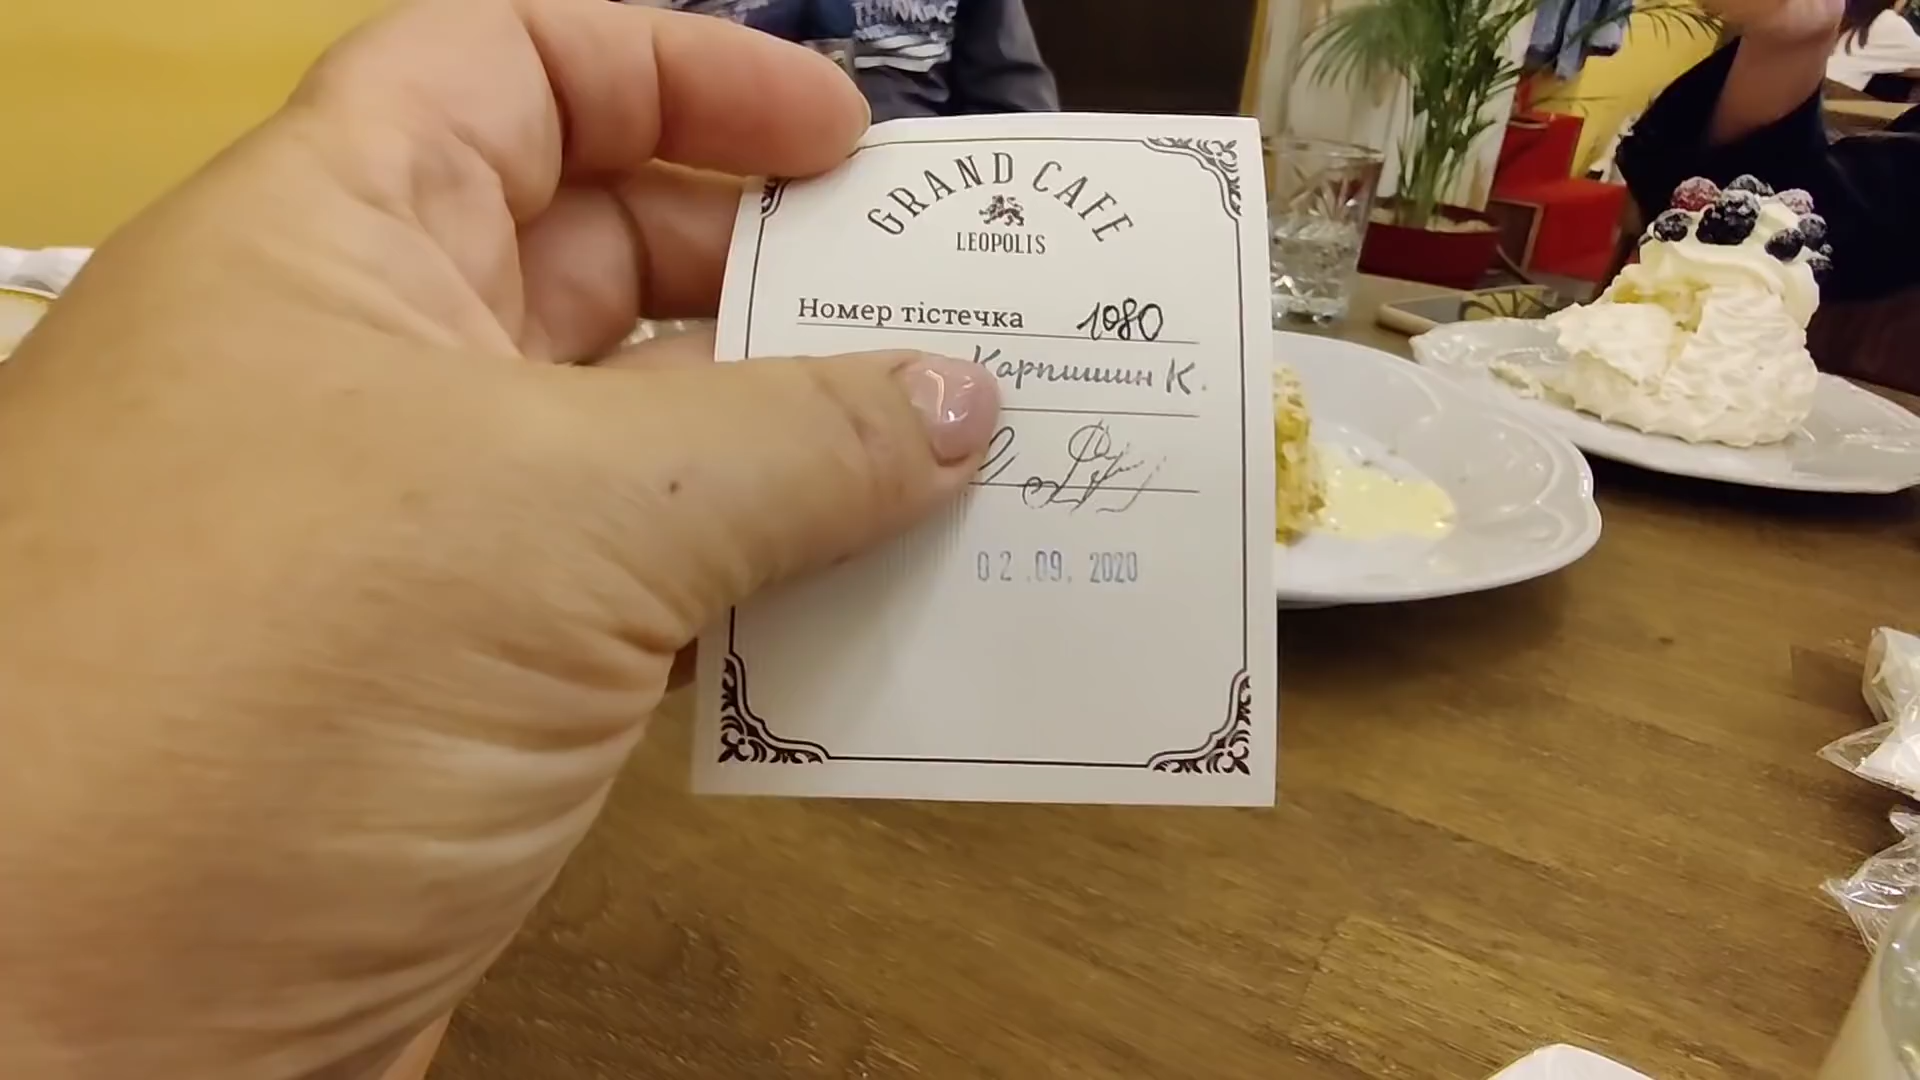 GRAND CAFE
LEOPOLIS
Номер тістечка 1080
Карпишин К.
02.09.2020